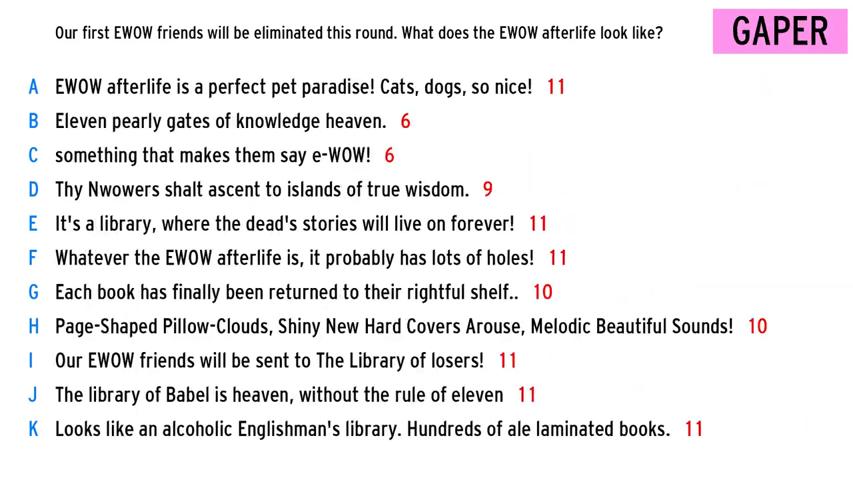 Our first EWOW friends will be eliminated this round. What does the EWOW afterlife look like?
GAPER
A EWOW afterlife is a perfect pet paradise! Cats, dogs, so nice! 11
B Eleven pearly gates of knowledge heaven. 6
C something that makes them say e-WOW! 6
D Thy Nwowers shalt ascent to islands of true wisdom. 9
E It's a library, where the dead's stories will live on forever! 11
F Whatever the EWOW afterlife is, it probably has lots of holes! 11
G Each book has finally been returned to their rightful shelf.. 10
H Page-Shaped Pillow-Clouds, Shiny New Hard Covers Arouse, Melodic Beautiful Sounds! 10
I Our EWOW friends will be sent to The Library of losers! 11
J The library of Babel is heaven, without the rule of eleven 11
K Looks like an alcoholic Englishman's library. Hundreds of ale laminated books. 11